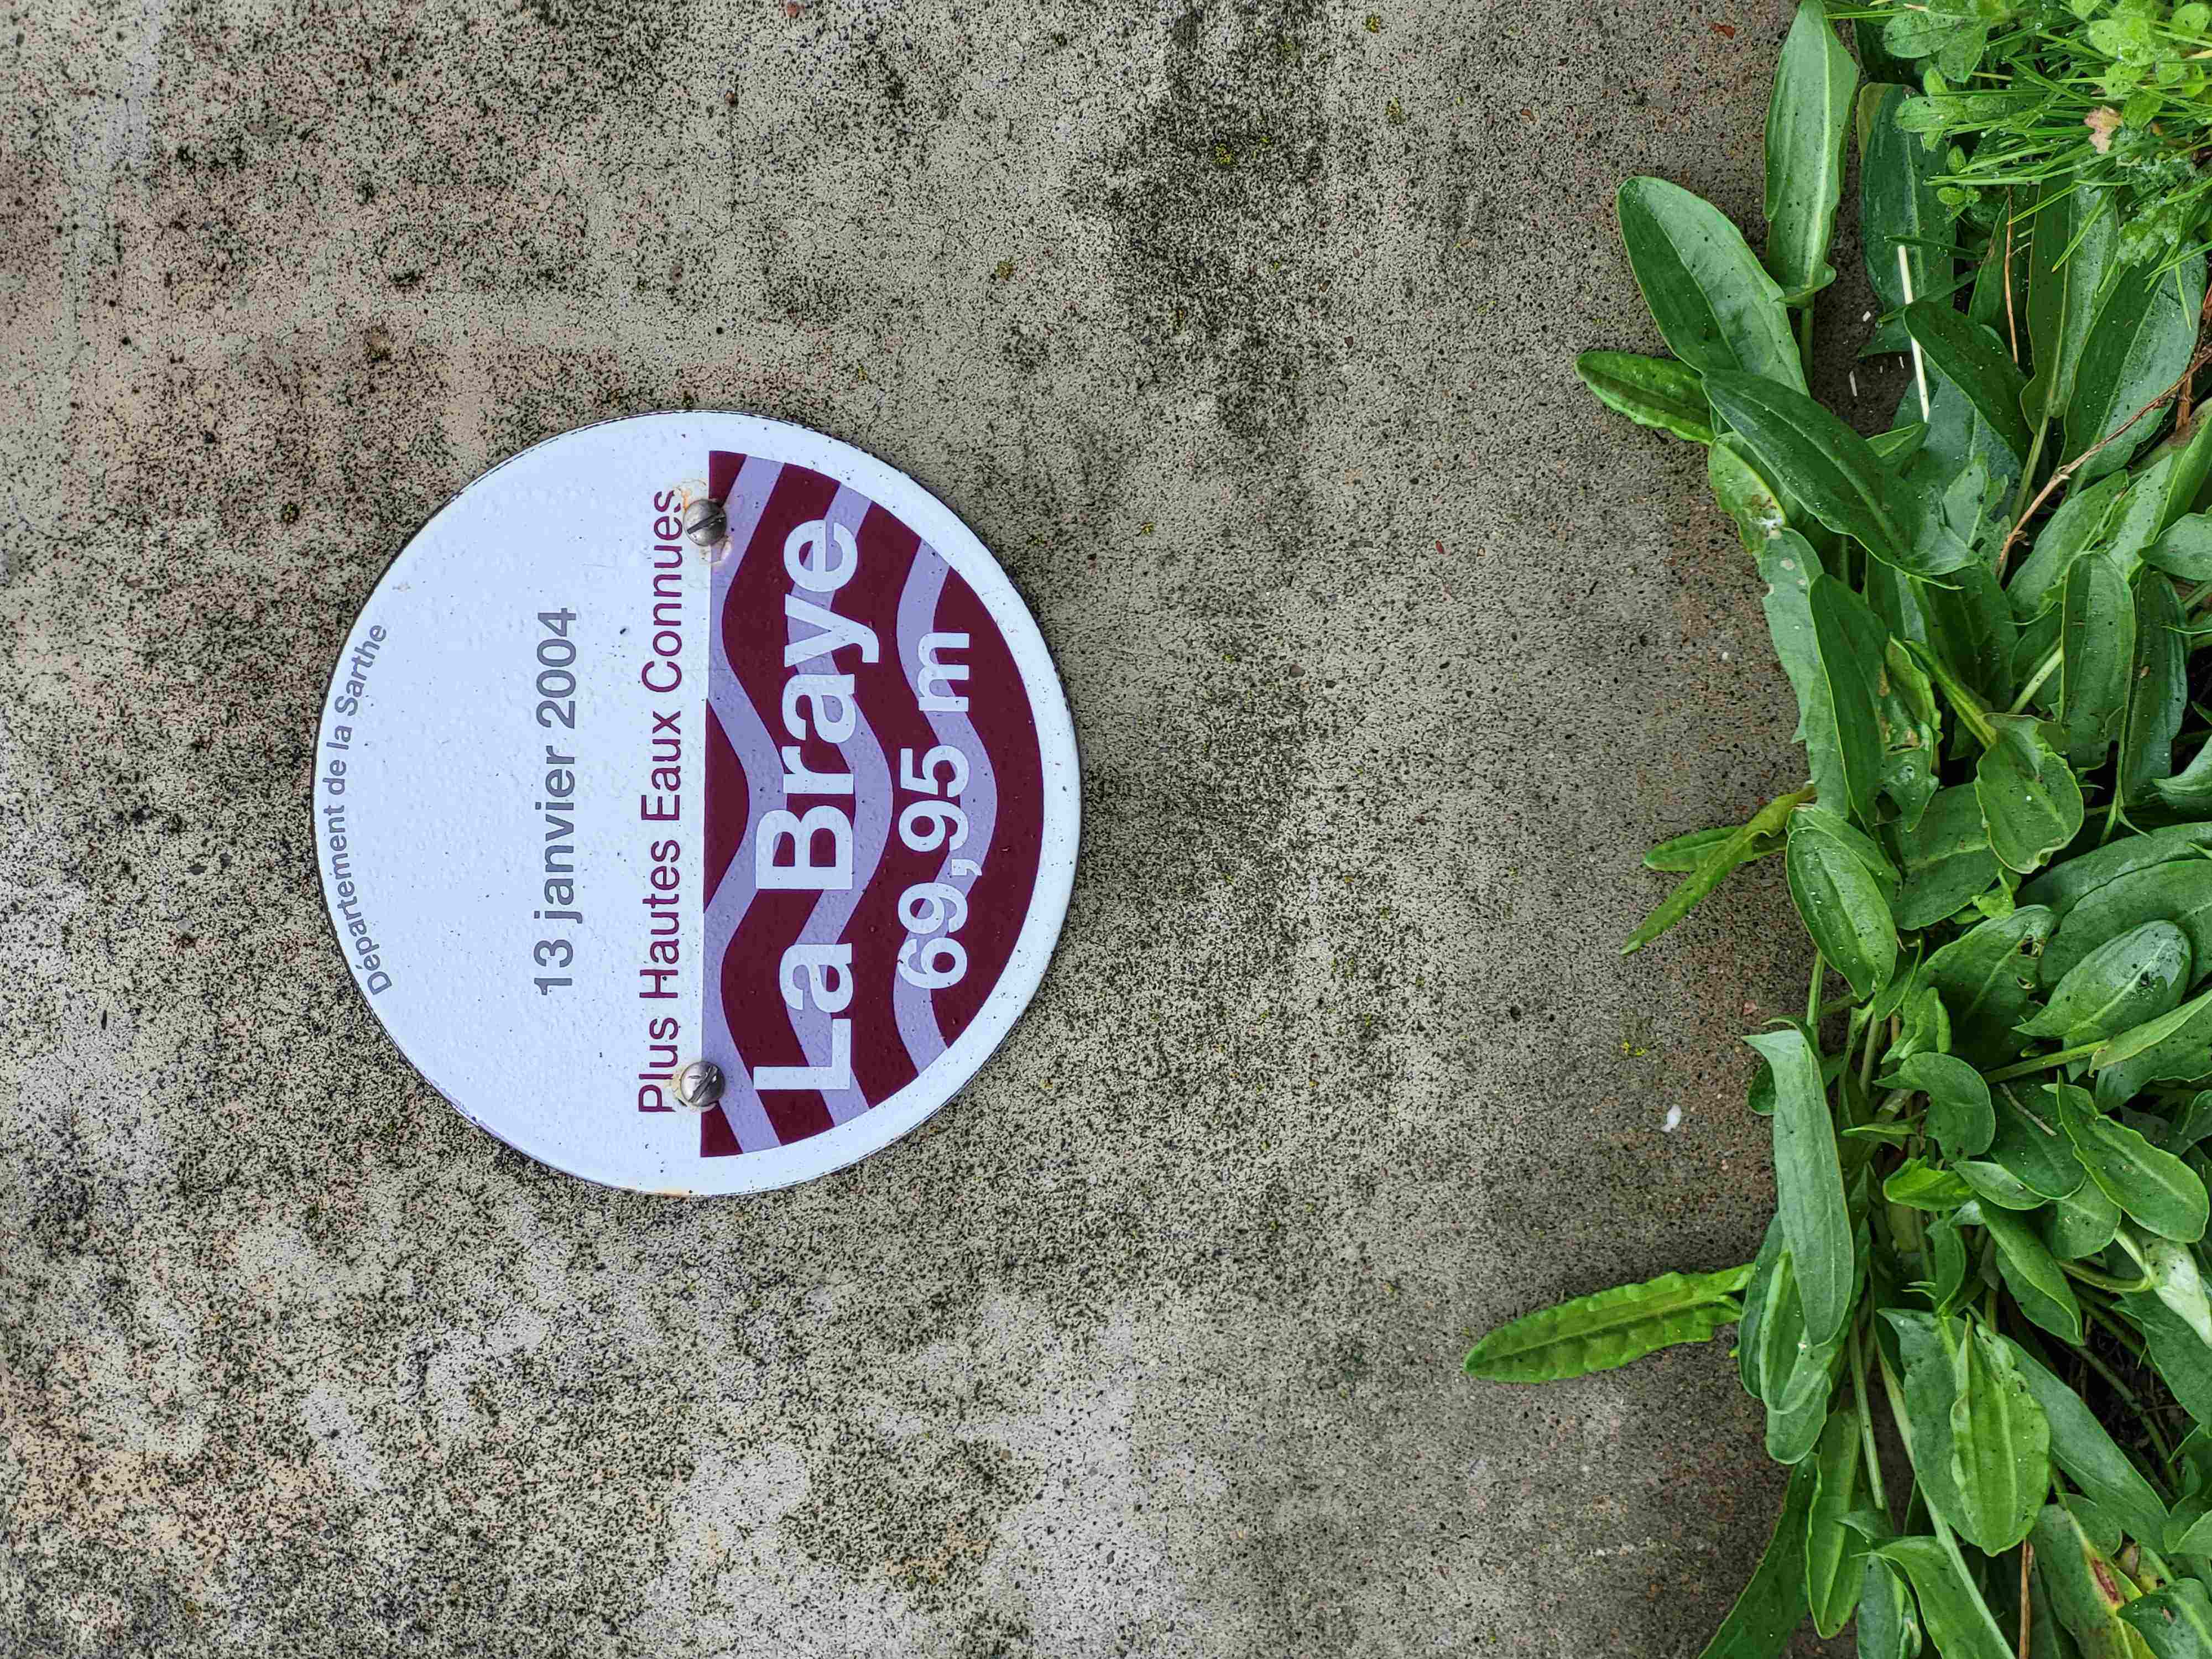 Département de la Sarthe
13 janvier 2004
Plus Hautes Eaux Connues
La Braye
69,95 m